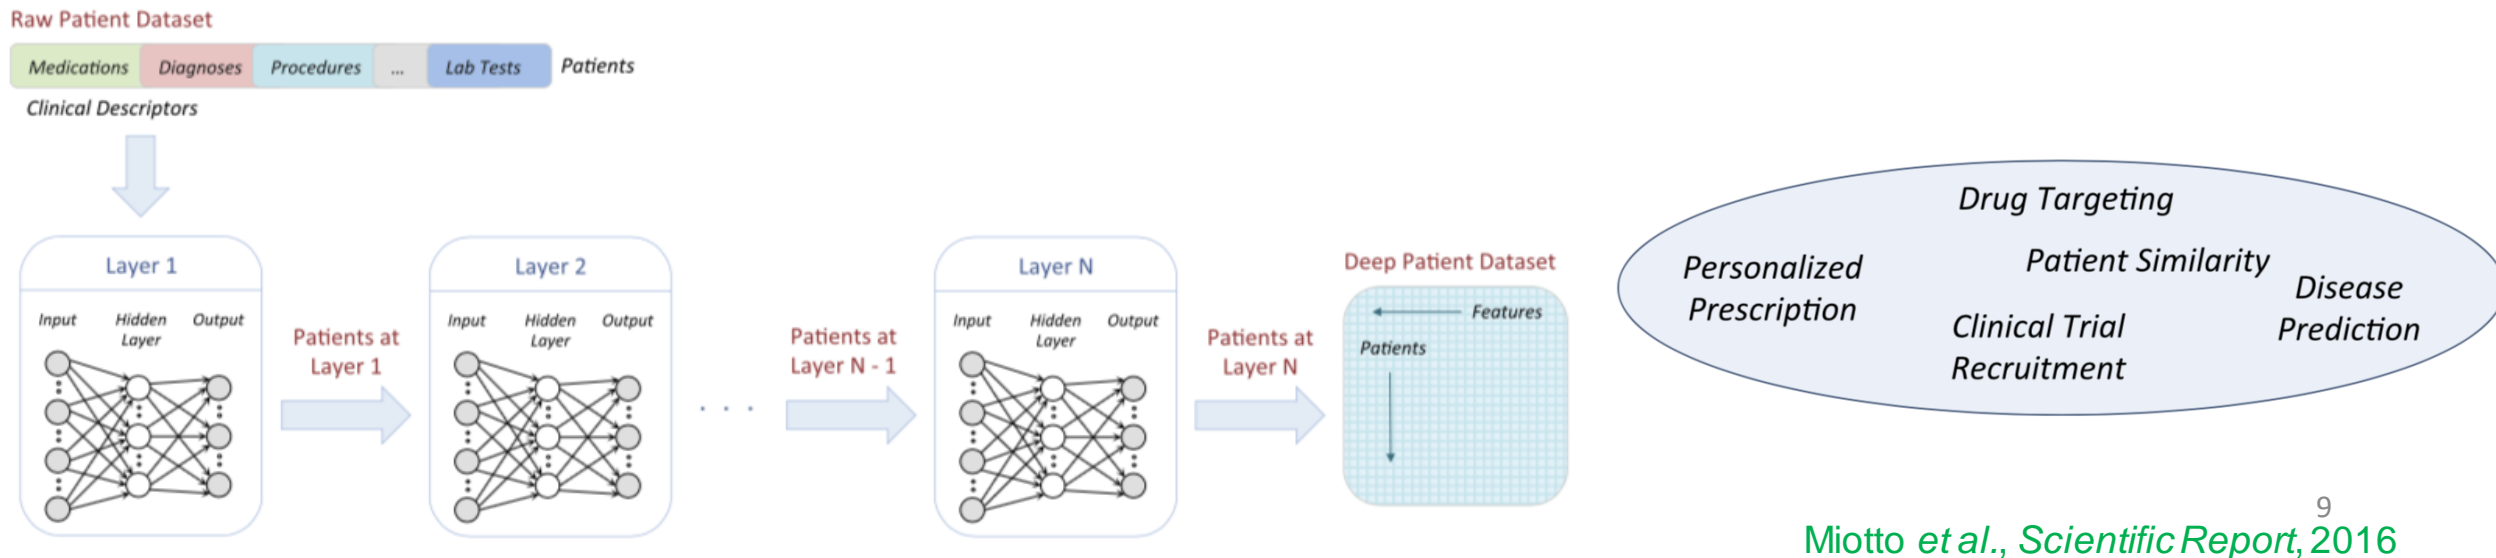 Raw Patient Dataset
Medications Diagnoses Procedures ... Lab Tests Patients
Clinical Descriptors
Layer 1
Input Hidden Output
Layer
Patients at
Layer 1
Layer 2
Input Hidden Output
Layer
. . .
Patients at
Layer N - 1
Layer N
Input Hidden Output
Layer
Patients at
Layer N
Deep Patient Dataset
Features
Patients
Drug Targeting
Personalized
Prescription
Patient Similarity
Disease
Prediction
Clinical Trial
Recruitment
9
Miotto et al., Scientific Report, 2016